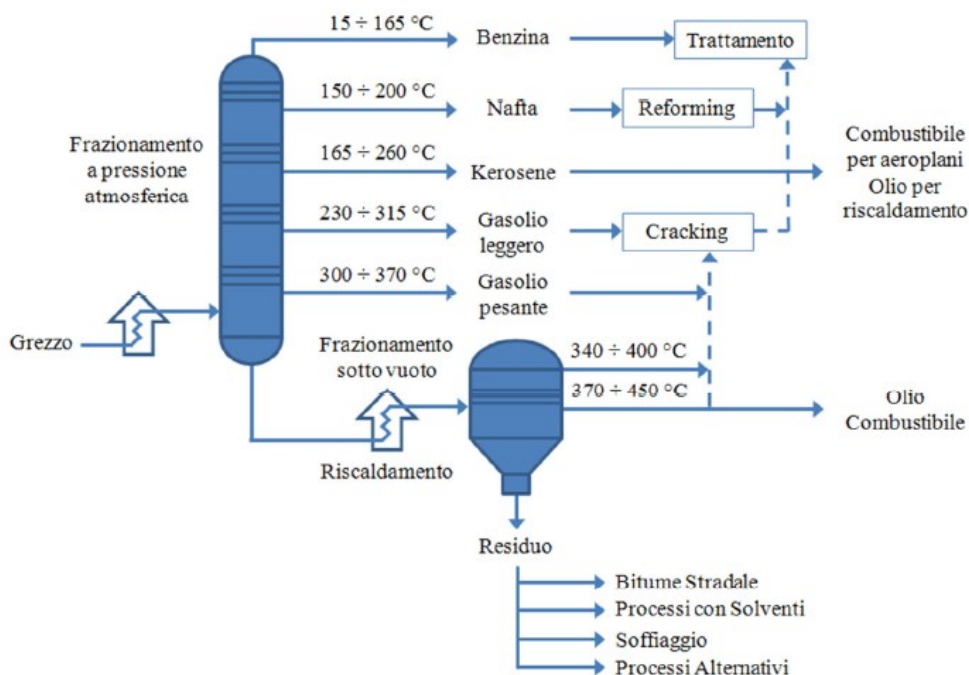 15 ÷ 165 °C
Benzina
Trattamento
150 ÷ 200 °C
Nafta
Reforming
Frazionamento
a pressione
atmosferica
165 ÷ 260 °C
Kerosene
Combustibile
per aeroplani
Olio per
riscaldamento
230 ÷ 315 °C
Gasolio
leggero
Cracking
300 ÷ 370 °C
Gasolio
pesante
Grezzo
Frazionamento
sotto vuoto
340 ÷ 400 °C
370 ÷ 450 °C
Olio
Combustibile
Riscaldamento
Residuo
Bitume Stradale
Processi con Solventi
Soffiaggio
Processi Alternativi